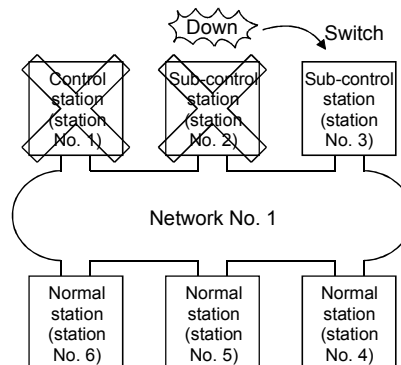 Down
Switch
Control
station
(station
No. 1)
Sub-control
station
(station
No. 2)
Sub-control
station
(station
No. 3)
Network No. 1
Normal
station
(station
No. 6)
Normal
station
(station
No. 5)
Normal
station
(station
No. 4)